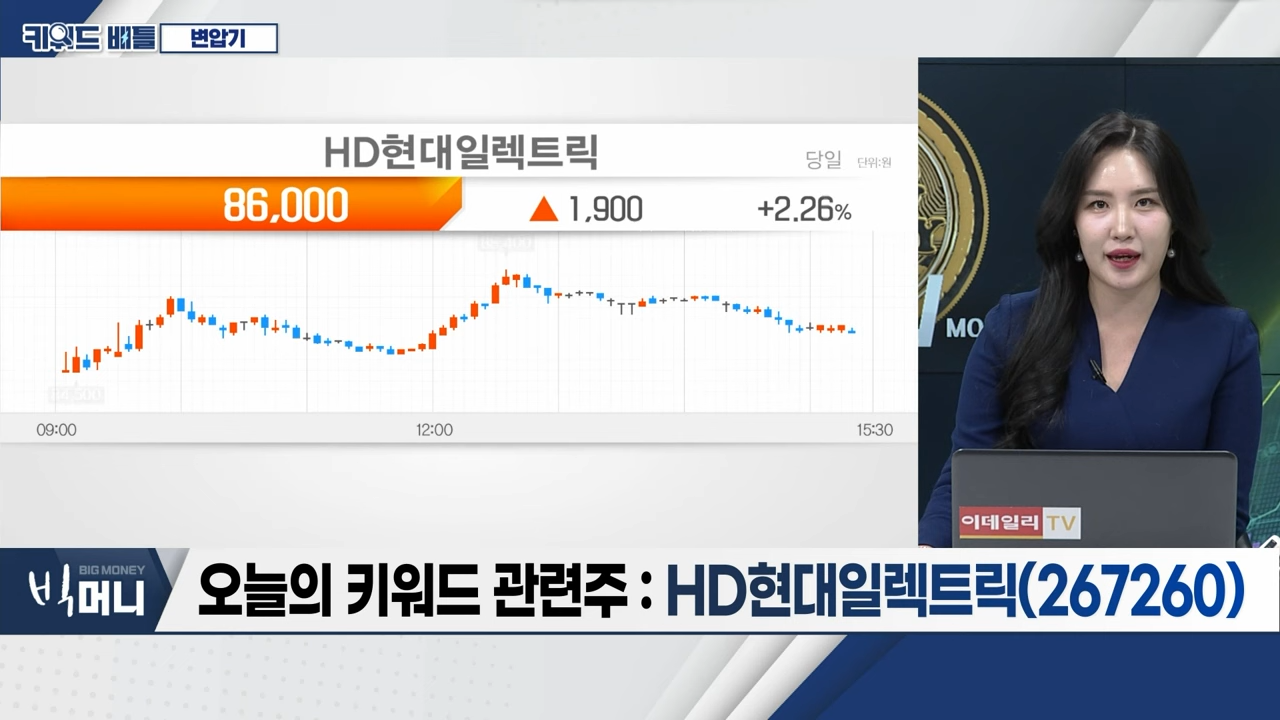 키워드 배틀 변압기
HD현대일렉트릭
당일 단위:원
86,000 ▲ 1,900 +2.26%
09:00 12:00 15:30
MO
이데일리 TV
빅머니 BIG MONEY
오늘의 키워드 관련주 : HD현대일렉트릭(267260)